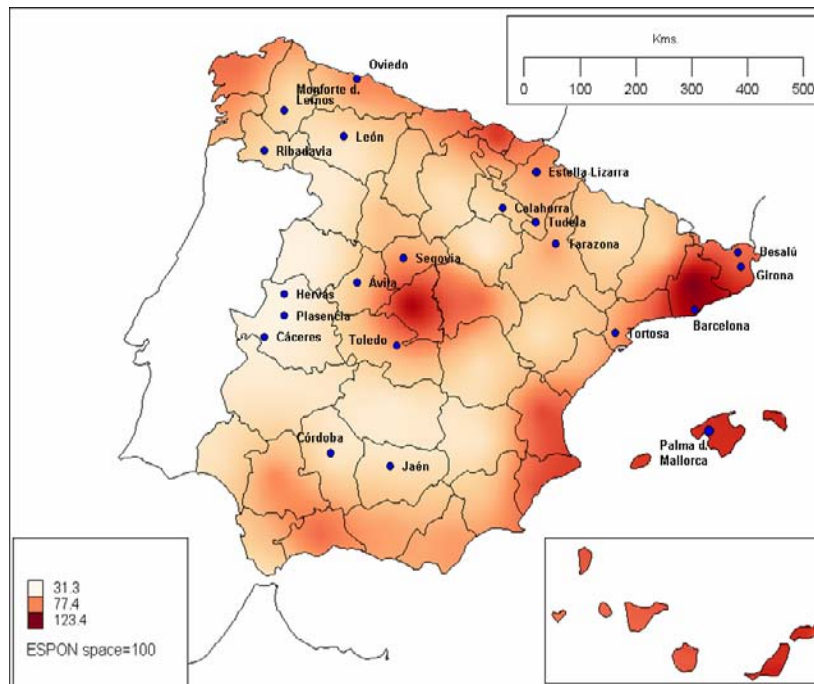 Kms.
0 100 200 300 400 500
Oviedo
Monforte d.
Lemos
León
Ribadavia
Estella-Lizarra
Calahorra
Tudela
Tarazona
Besalú
Girona
Segovia
Ávila
Hervás
Plasencia
Cáceres
Toledo
Tortosa
Barcelona
Palma d.
Mallorca
Córdoba
Jaén
31.3
77.4
123.4
ESPON space=100